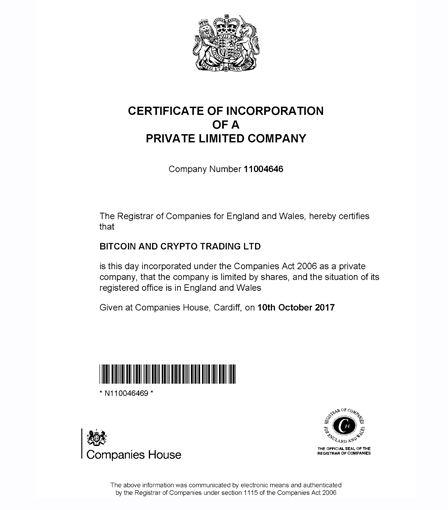 CERTIFICATE OF INCORPORATION
OF A
PRIVATE LIMITED COMPANY
Company Number 11004646
The Registrar of Companies for England and Wales, hereby certifies
that
BITCOIN AND CRYPTO TRADING LTD
is this day incorporated under the Companies Act 2006 as a private
company, that the company is limited by shares, and the situation of its
registered office is in England and Wales
Given at Companies House, Cardiff, on 10th October 2017
* N110046469 *
Companies House
REGISTRAR OF COMPANIES
FOR ENGLAND AND WALES
THE OFFICIAL SEAL OF THE
REGISTRAR OF COMPANIES
The above information was communicated by electronic means and authenticated
by the Registrar of Companies under section 1115 of the Companies Act 2006